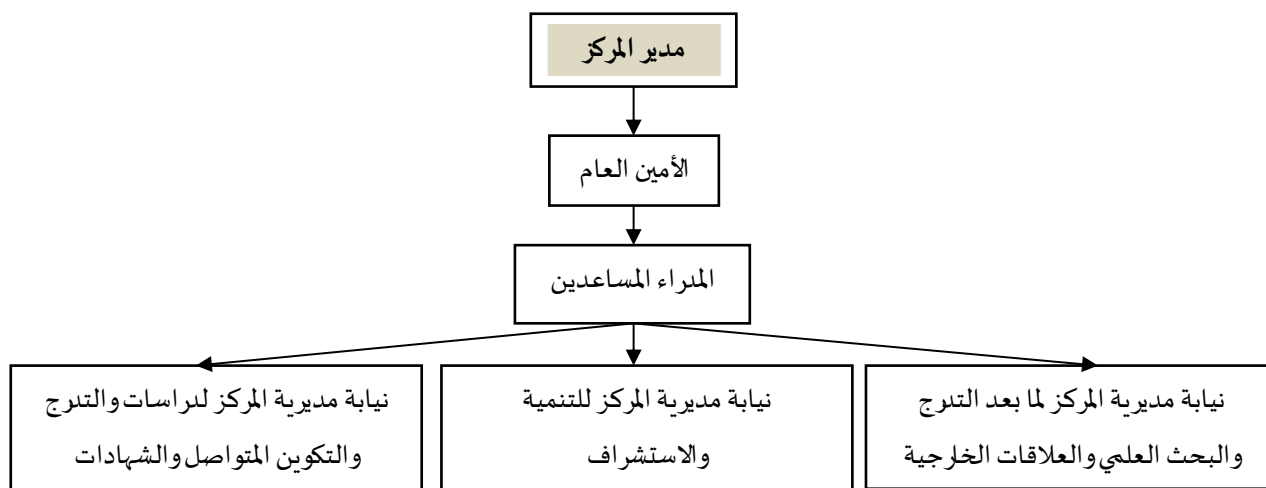 مدير المركز
الأمين العام
المدراء المساعدين
نيابة مديرية المركز لما بعد التدرج
والبحث العلمي والعلاقات الخارجية
نيابة مديرية المركز للتنمية
والاستشراف
نيابة مديرية المركز لدراسات والتدرج
والتكوين المتواصل والشهادات